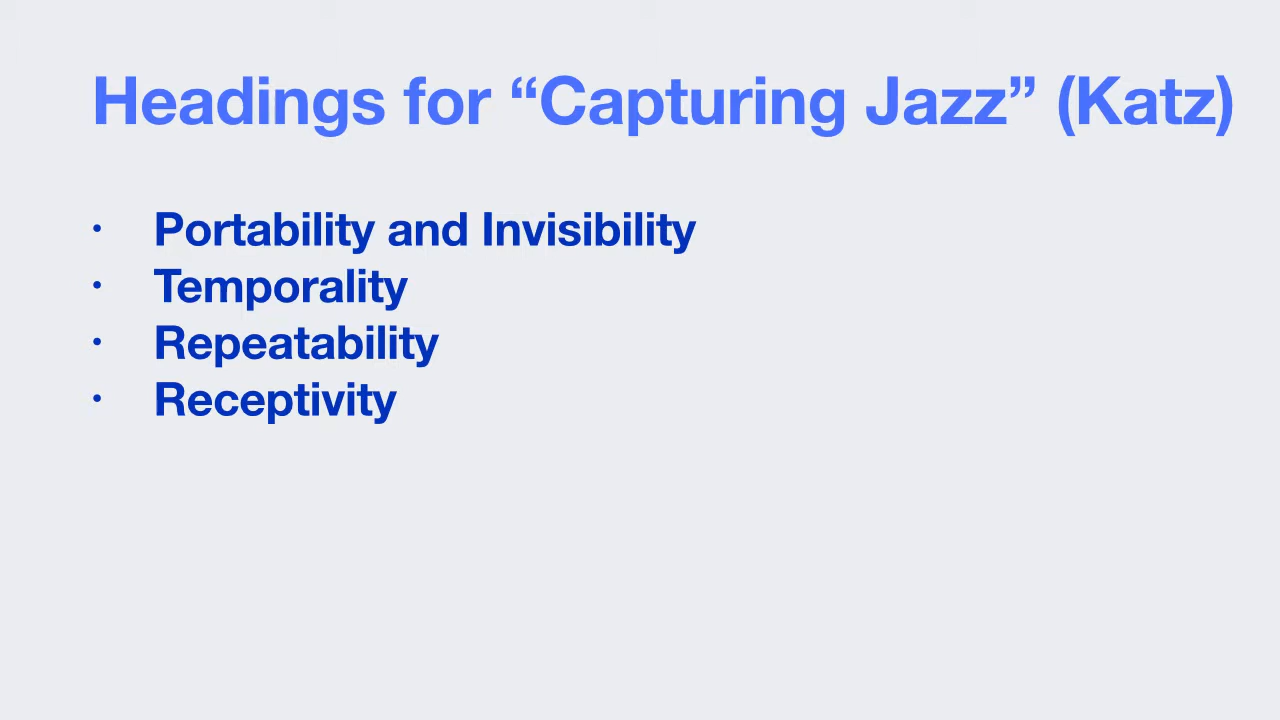 Headings for “Capturing Jazz” (Katz)
• Portability and Invisibility
• Temporality
• Repeatability
• Receptivity